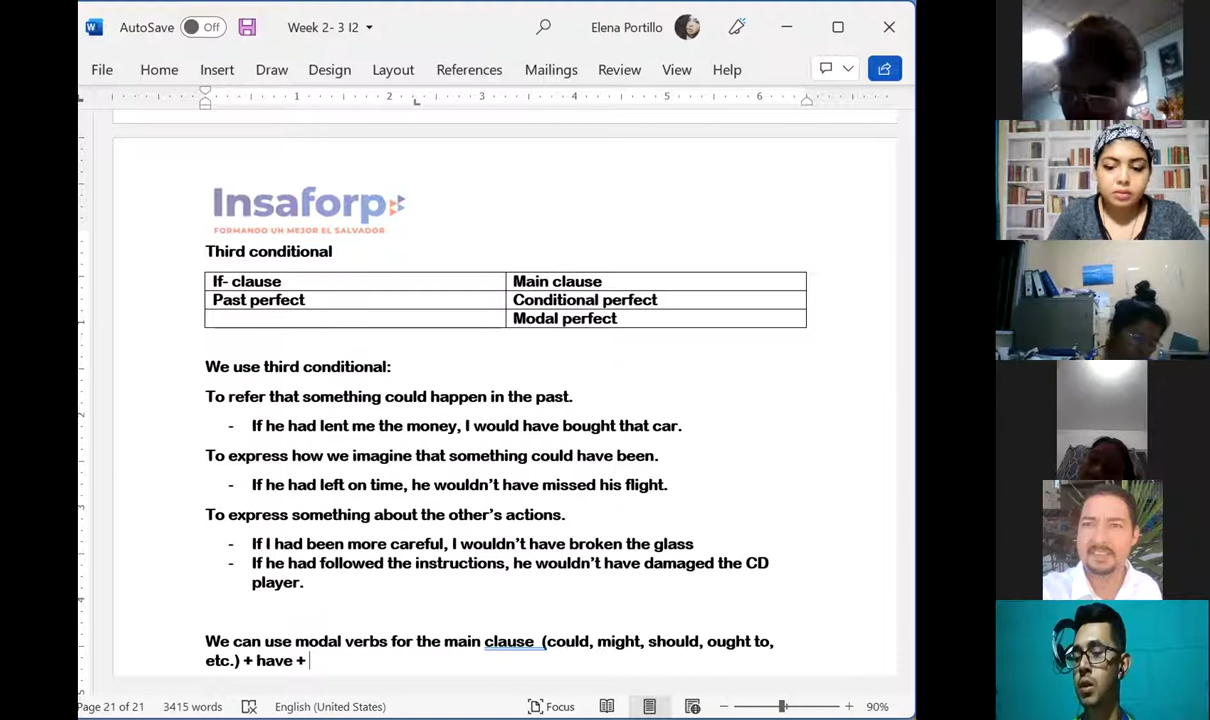 AutoSave Off Week 2- 3 I2 Elena Portillo
File Home Insert Draw Design Layout References Mailings Review View Help
1 2 3 4 5 6
Insaforp
FORMANDO UN MEJOR EL SALVADOR
Third conditional
If- clause Main clause
Past perfect Conditional perfect
Modal perfect
We use third conditional:
To refer that something could happen in the past.
- If he had lent me the money, I would have bought that car.
To express how we imagine that something could have been.
- If he had left on time, he wouldn’t have missed his flight.
To express something about the other’s actions.
- If I had been more careful, I wouldn’t have broken the glass
- If he had followed the instructions, he wouldn’t have damaged the CD
player.
We can use modal verbs for the main clause (could, might, should, ought to,
etc.) + have +
Page 21 of 21 3415 words English (United States) Focus 90%